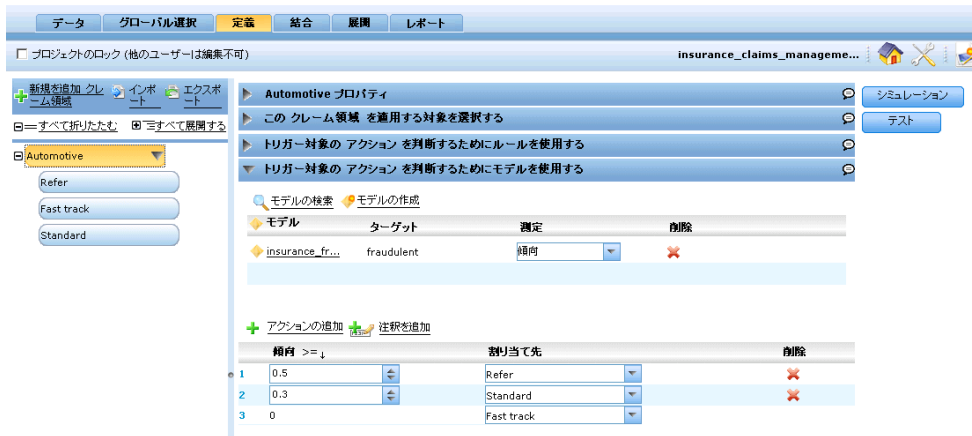 データ グローバル選択 定義 結合 展開 レポート
プロジェクトのロック (他のユーザーは編集不可) insurance_claims_manageme...
新規を追加 クレーム領域 インポート エクスポート
すべて折りたたむ すべて展開する
Automotive
Refer
Fast track
Standard
Automotive プロパティ
この クレーム領域 を適用する対象を選択する
トリガー対象の アクション を判断するためにルールを使用する
トリガー対象の アクション を判断するためにモデルを使用する
シミュレーション
テスト
モデルの検索 モデルの作成
モデル ターゲット 測定 削除
insurance_fr... fraudulent 傾向
アクションの追加 注釈を追加
傾向 >=↓ 割り当て先 削除
1 0.5 Refer
2 0.3 Standard
3 0 Fast track